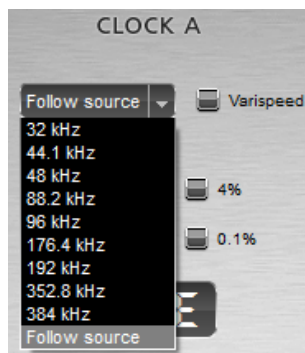 CLOCK A
Follow source
Varispeed
32 kHz
44.1 kHz
48 kHz
88.2 kHz
4%
96 kHz
176.4 kHz
0.1%
192 kHz
352.8 kHz
384 kHz
Follow source